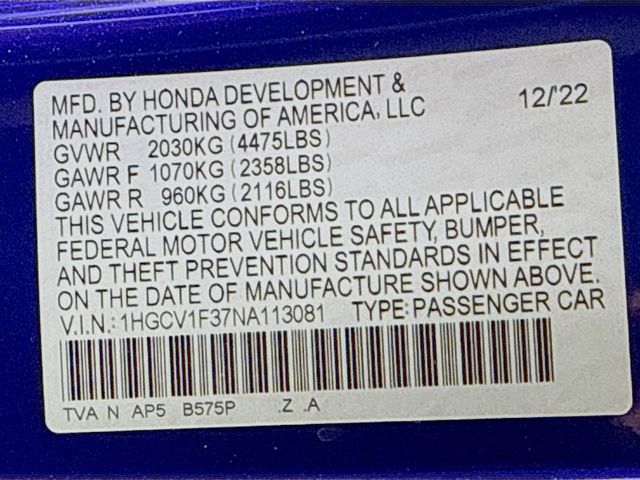 MFD. BY HONDA DEVELOPMENT &
MANUFACTURING OF AMERICA, LLC 12/'22
GVWR 2030KG (4475LBS)
GAWR F 1070KG (2358LBS)
GAWR R 960KG (2116LBS)
THIS VEHICLE CONFORMS TO ALL APPLICABLE
FEDERAL MOTOR VEHICLE SAFETY, BUMPER,
AND THEFT PREVENTION STANDARDS IN EFFECT
ON THE DATE OF MANUFACTURE SHOWN ABOVE.
V.I.N.: 1HGCV1F37NA113081 TYPE: PASSENGER CAR
TVA N AP5 B575P .Z .A